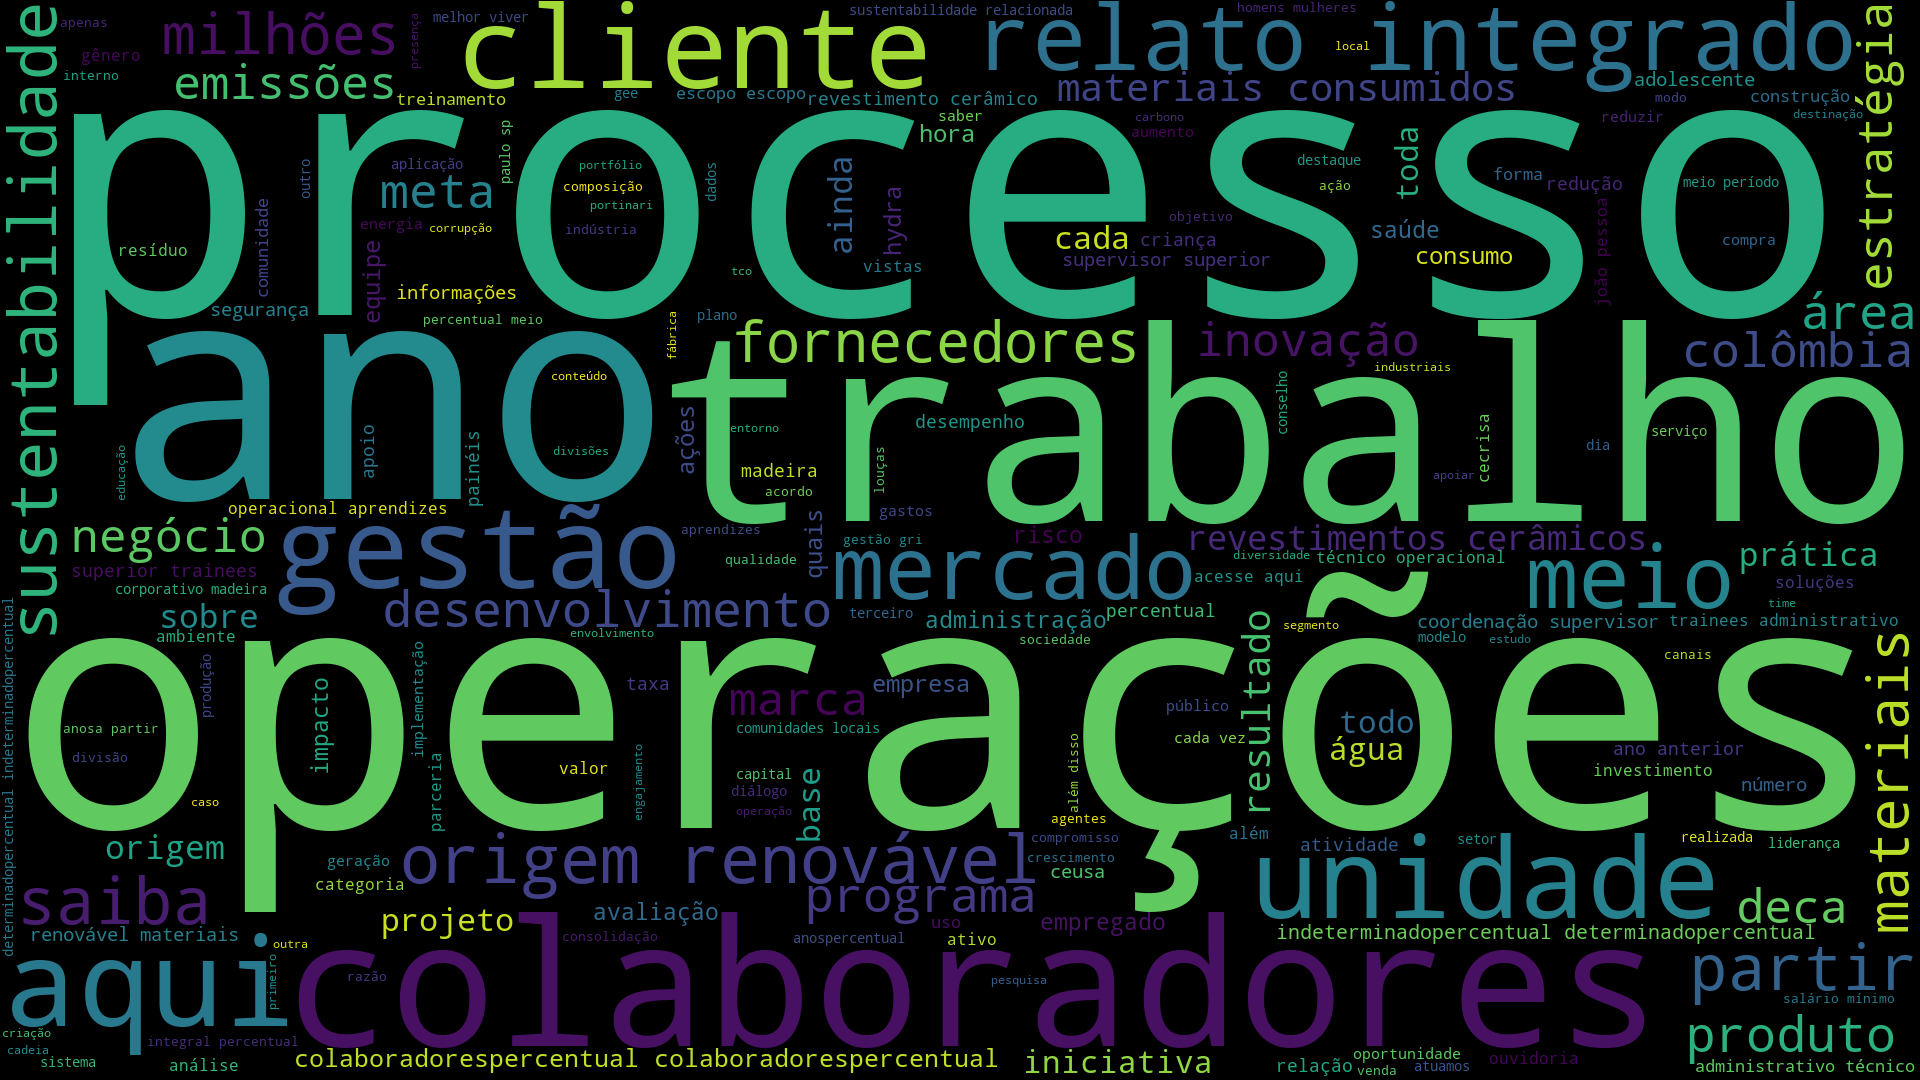 apenas
milhões
melhor viver
presença
cliente
sustentabilidade relacionada
relato integrado
homens mulheres
local
estratégia
sustentabilidade
gênero
interno
emissões
treinamento
gee
escopo escopo
revestimento cerâmico
materiais consumidos
adolescente
modo
construção
destinação
reduzir
saber
hora
carbono
aumento
processo
outro
aplicação
paulo sp
portfólio
composição
portinari
dados
meta
energia
corrupção
indústria
ainda
hydra
toda
destaque
ação
forma
redução
meio período
objetivo
cada
criança
saúde
consumo
compra
joão pessoa
resíduo
comunidade
equipe
vistas
supervisor superior
tco
segurança
informações
percentual meio
plano
fábrica
área
ano
fornecedores
inovação
colômbia
industriais
conteúdo
trabalho
conselho
desempenho
ações
entorno
divisões
apoio
painéis
educação
madeira
acordo
louças
cecrisa
dia
serviço
apoiar
operacional aprendizes
gestão
aprendizes
gastos
quais
negócio
risco
revestimentos cerâmicos
gestão gri
mercado
qualidade
diversidade
técnico operacional
prática
superior trainees
acesse aqui
meio
soluções
corporativo madeira
sobre
desenvolvimento
terceiro
administração
percentual
time
segmento
coordenação supervisor
trainees administrativo
ambiente
envolvimento
sociedade
modelo
estudo
determinadopercentual indeterminadopercentual
operações
produção
implementação
taxa
marca
empresa
resultado
canais
materiais
impacto
público
todo
anosa partir
comunidades locais
cada vez
água
ano anterior
divisão
valor
engajamento
capital
diálogo
base
além disso
investimento
número
caso
parceria
operação
agentes
origem
compromisso
além
atividade
setor
realizada
liderança
geração
origem renovável
crescimento
ceusa
unidade
categoria
saiba
programa
deca
projeto
avaliação
uso
empregado
renovável materiais
consolidação
anospercentual
ativo
indeterminadopercentual determinadopercentual
outra
aqui
primeiro
colaboradores
razão
pesquisa
partir
salário mínimo
criação
cadeia
integral percentual
produto
sistema
análise
colaboradorespercentual colaboradorespercentual
iniciativa
relação
oportunidade
venda
atuamos
ouvidoria
administrativo técnico